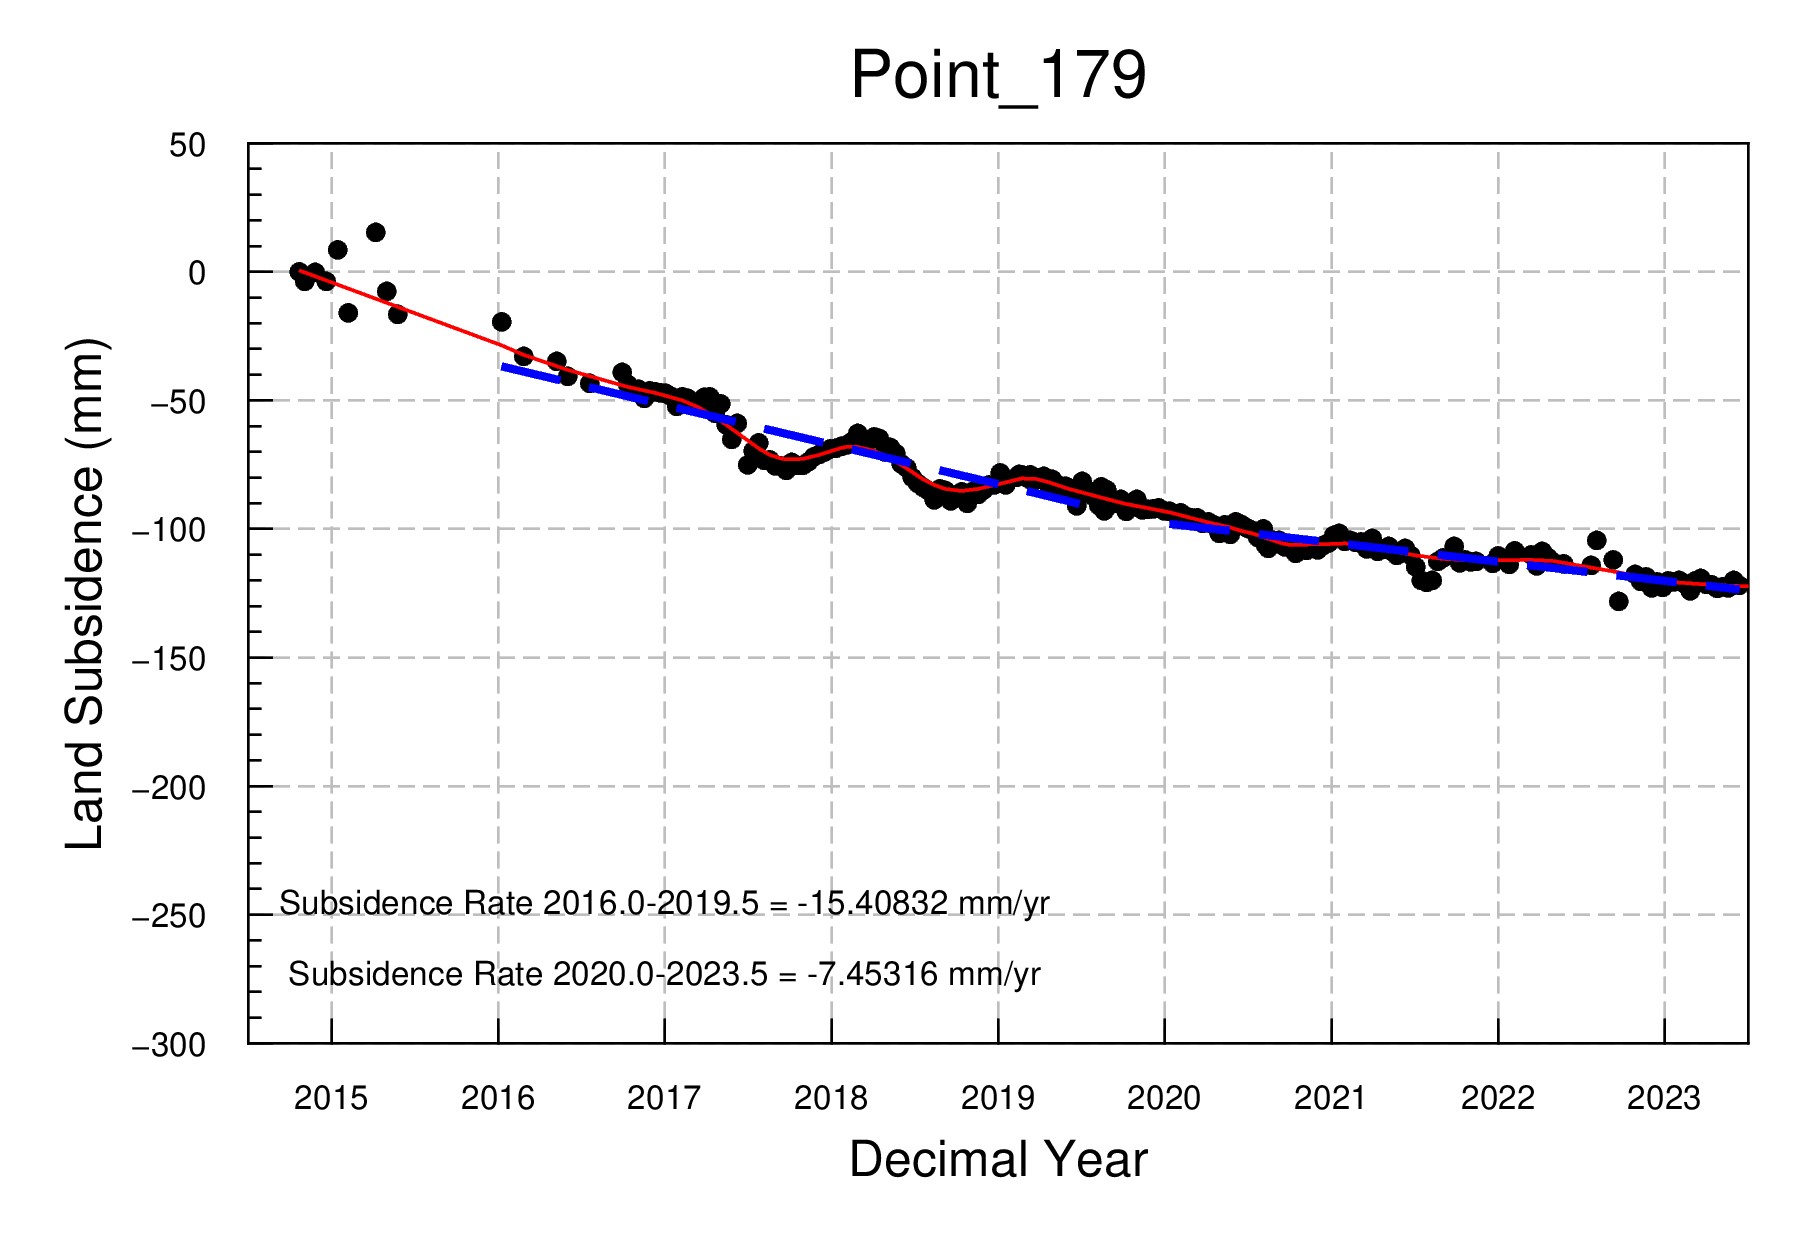 Point_179
50
0
−50
−100
−150
−200
−250
−300
Land Subsidence (mm)
Subsidence Rate 2016.0-2019.5 = -15.40832 mm/yr
Subsidence Rate 2020.0-2023.5 = -7.45316 mm/yr
2015 2016 2017 2018 2019 2020 2021 2022 2023
Decimal Year